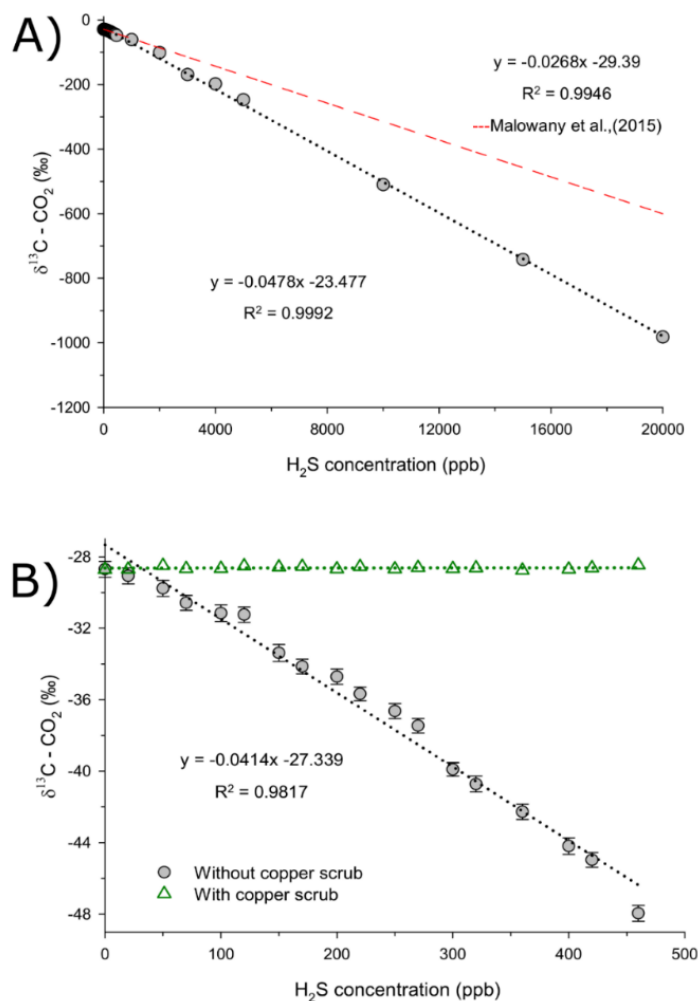 A)
0
-200
-400
-600
-800
-1000
-1200
δ13C - CO2 (‰)
y = -0.0268x -29.39
R2 = 0.9946
Malowany et al.,(2015)
y = -0.0478x -23.477
R2 = 0.9992
0 4000 8000 12000 16000 20000
H2S concentration (ppb)
B)
-28
-32
-36
-40
-44
-48
δ13C - CO2 (‰)
y = -0.0414x -27.339
R2 = 0.9817
Without copper scrub
With copper scrub
0 100 200 300 400 500
H2S concentration (ppb)